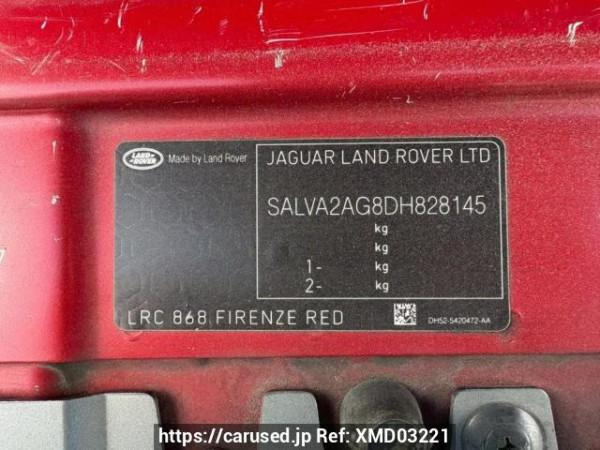 LAND ROVER
Made by Land Rover
JAGUAR LAND ROVER LTD
SALVA2AG8DH828145
kg
kg
1- kg
2- kg
LRC 868 FIRENZE RED
DH52-5420472-AA
https://carused.jp Ref: XMD03221